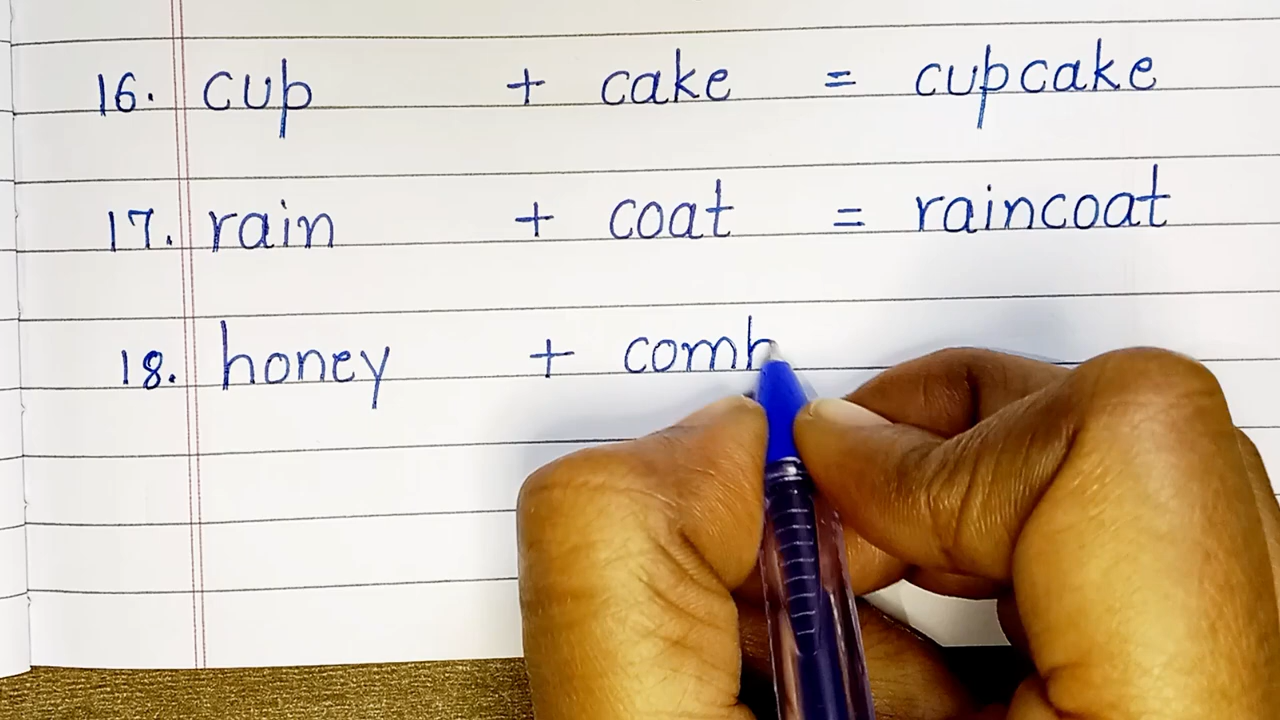 16. cup + cake = cupcake
17. rain + coat = raincoat
18. honey + comb